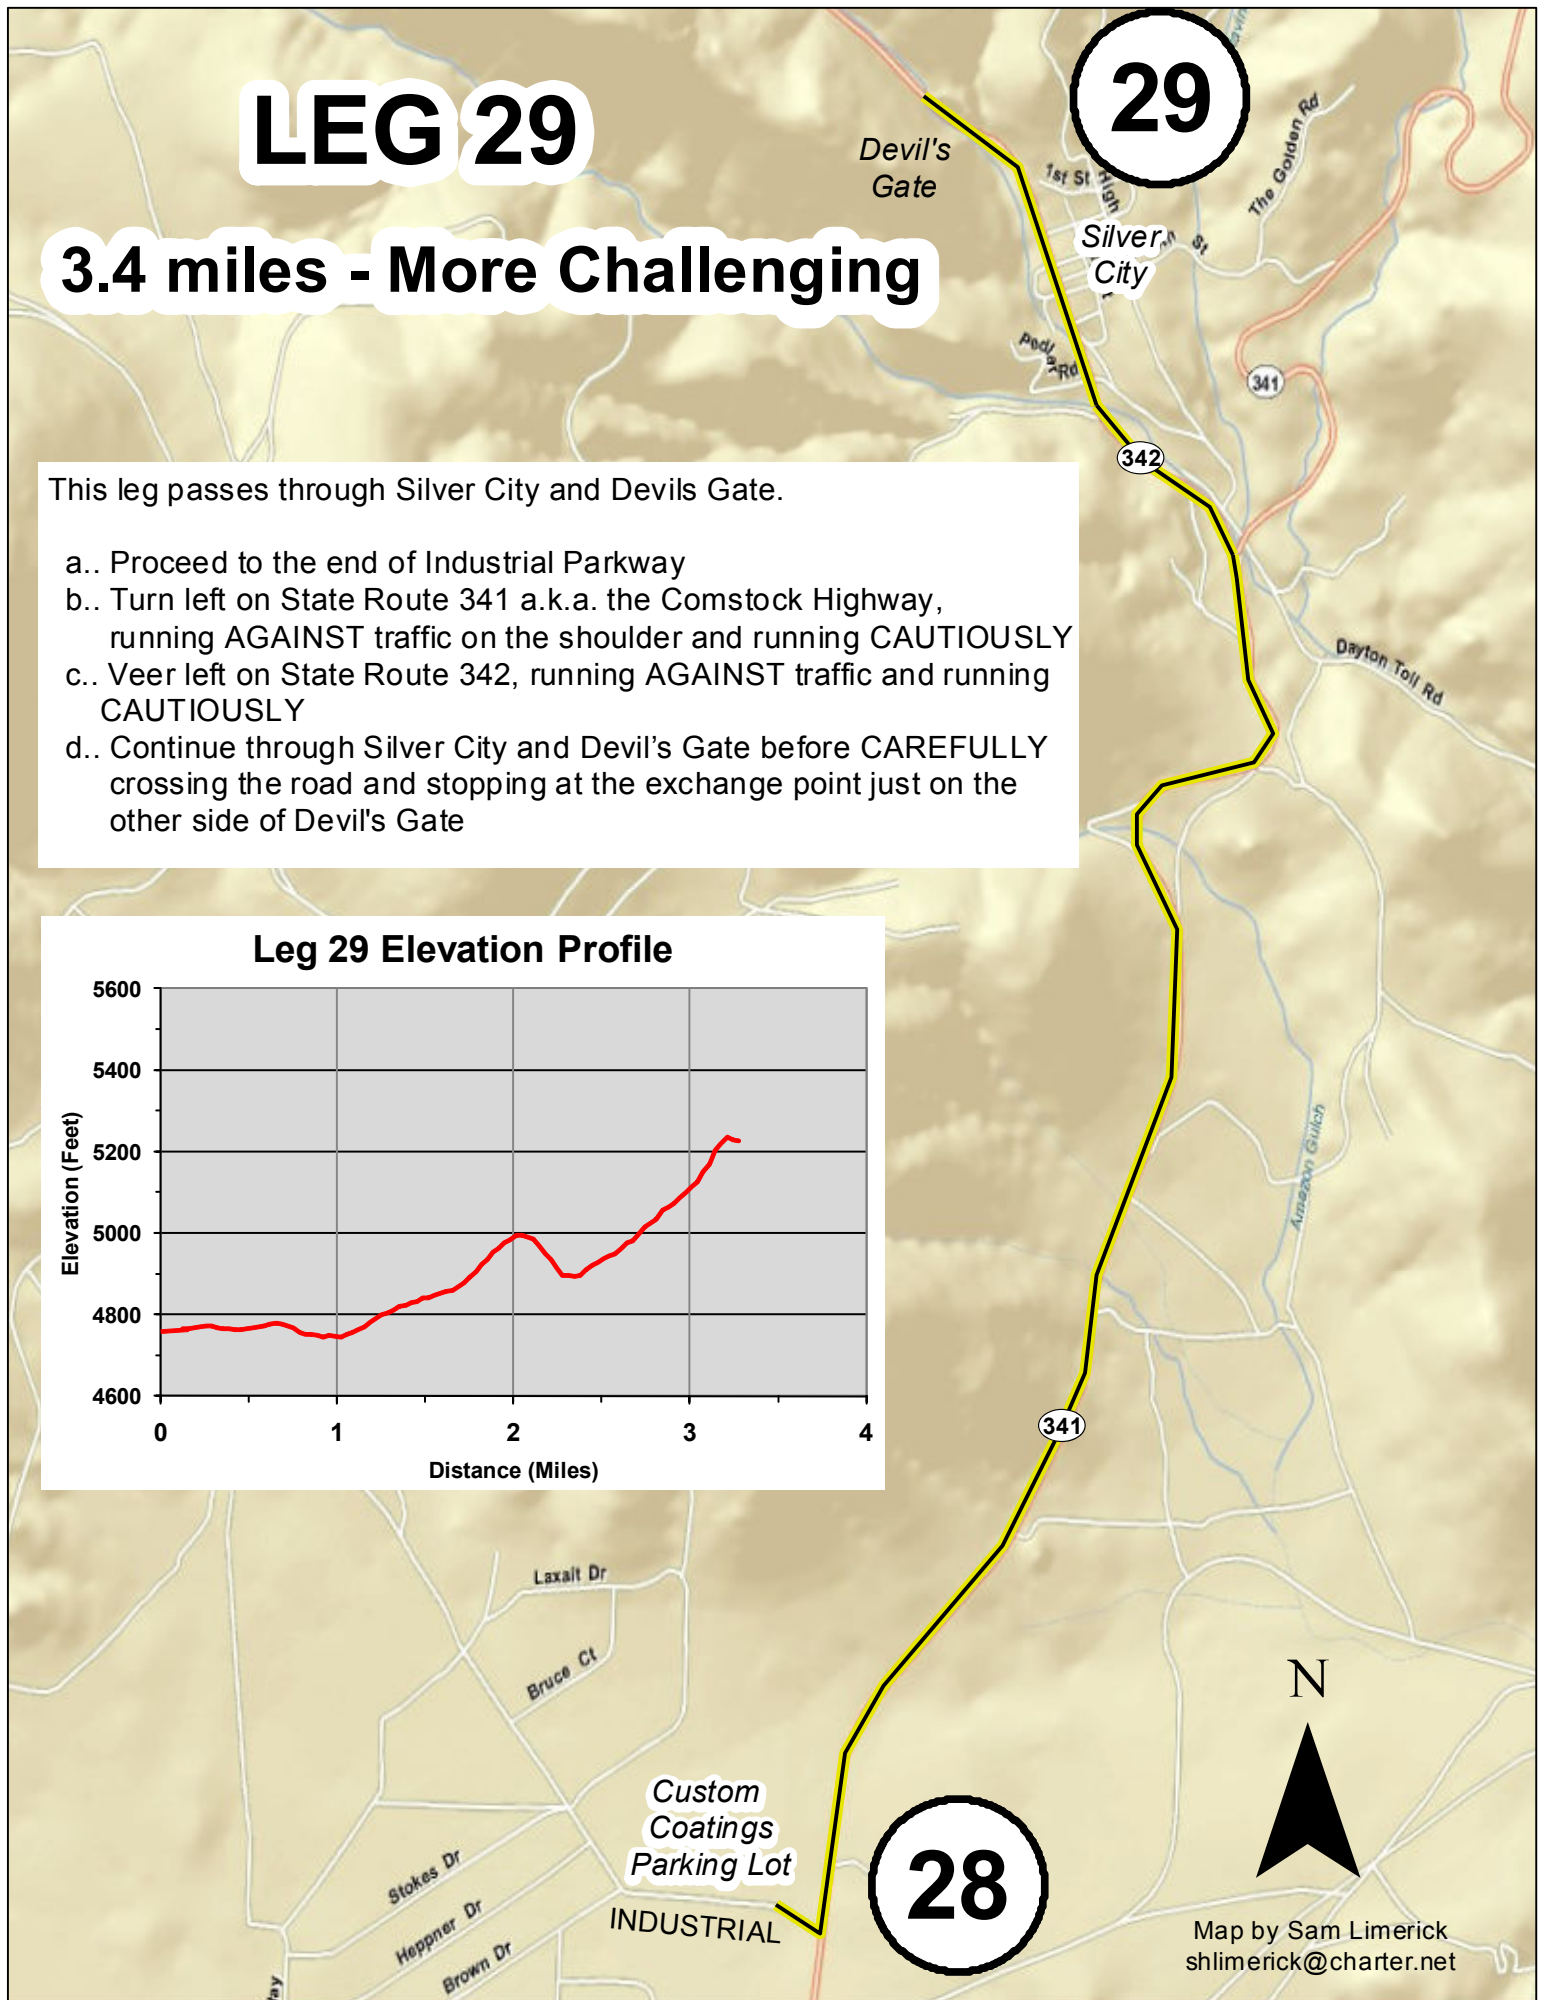 LEG 29
29
3.4 miles - More Challenging
Devil's
Gate
1st St
High
The Golden Rd
Silver
City
St
Pedlar Rd
341
342
This leg passes through Silver City and Devils Gate.
a.. Proceed to the end of Industrial Parkway
b.. Turn left on State Route 341 a.k.a. the Comstock Highway,
running AGAINST traffic on the shoulder and running CAUTIOUSLY
c.. Veer left on State Route 342, running AGAINST traffic and running
CAUTIOUSLY
d.. Continue through Silver City and Devil’s Gate before CAREFULLY
crossing the road and stopping at the exchange point just on the
other side of Devil's Gate
Dayton Toll Rd
Leg 29 Elevation Profile
5600
5400
5200
5000
4800
4600
Elevation (Feet)
0 1 2 3 4
Distance (Miles)
Amazon Gulch
341
Laxalt Dr
Bruce Ct
N
Custom
Coatings
Parking Lot
28
Stokes Dr
Heppner Dr
Brown Dr
INDUSTRIAL
Map by Sam Limerick
shlimerick@charter.net